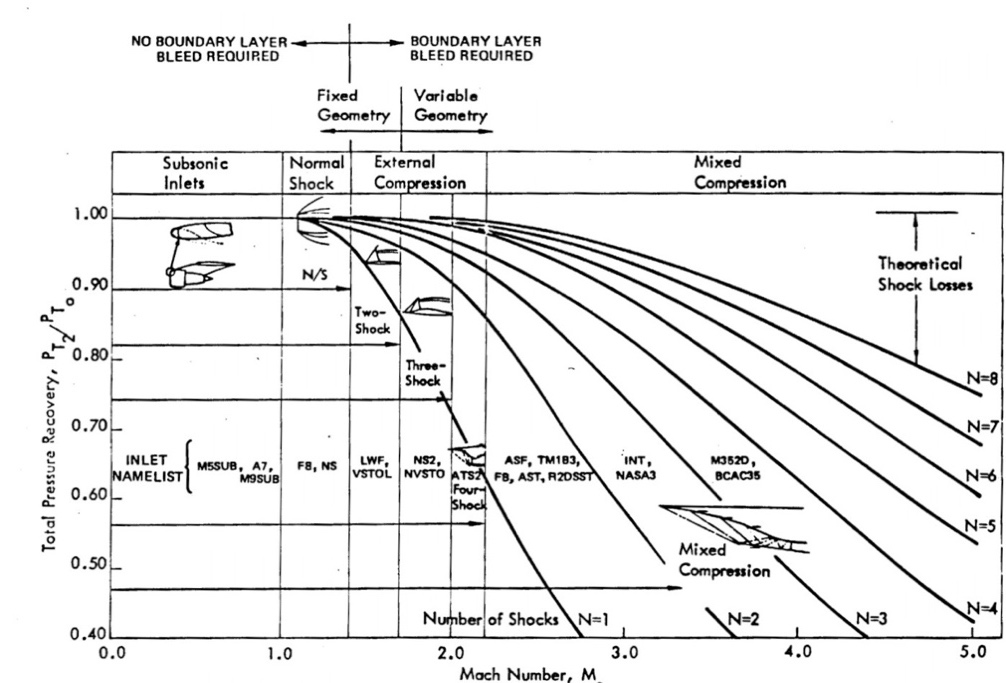 NO BOUNDARY LAYER
BLEED REQUIRED
BOUNDARY LAYER
BLEED REQUIRED
Fixed
Geometry
Variable
Geometry
Subsonic
Inlets
Normal
Shock
External
Compression
Mixed
Compression
Total Pressure Recovery, PT2/PTo
1.00
0.90
0.80
0.70
0.60
0.50
0.40
N/S
Two-
Shock
Three-
Shock
Theoretical
Shock Losses
INLET
NAMELIST
M5SUB, A7,
M9SUB
F8, NS
LWF,
VSTOL
NS2,
NVSTO
ATS2
Four-
Shock
ASF, TM1B3,
FB, AST, R2DSST
INT,
NASA3
M352D,
BCAC35
Mixed
Compression
Number of Shocks
N=1
N=2
N=3
N=4
N=5
N=6
N=7
N=8
0.0
1.0
2.0
3.0
4.0
5.0
Mach Number, M